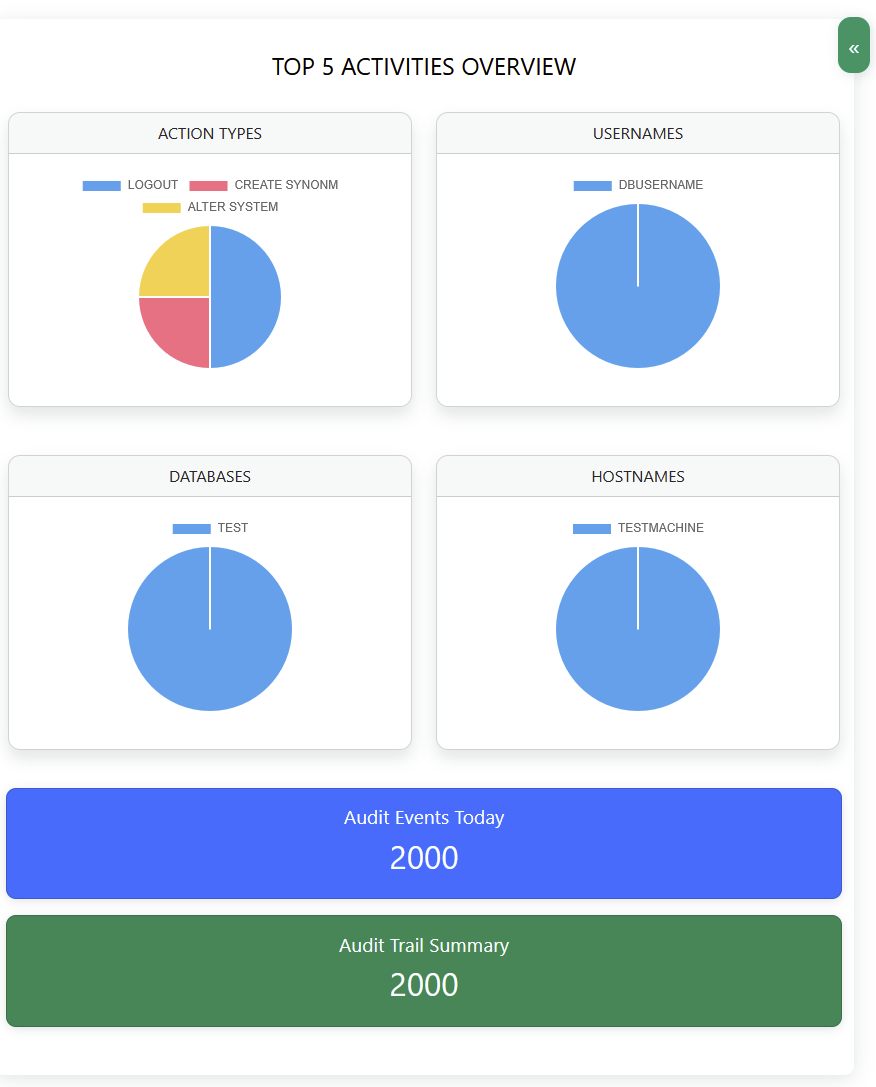 «
TOP 5 ACTIVITIES OVERVIEW
ACTION TYPES
LOGOUT CREATE SYNONM
ALTER SYSTEM
USERNAMES
DBUSERNAME
DATABASES
TEST
HOSTNAMES
TESTMACHINE
Audit Events Today
2000
Audit Trail Summary
2000